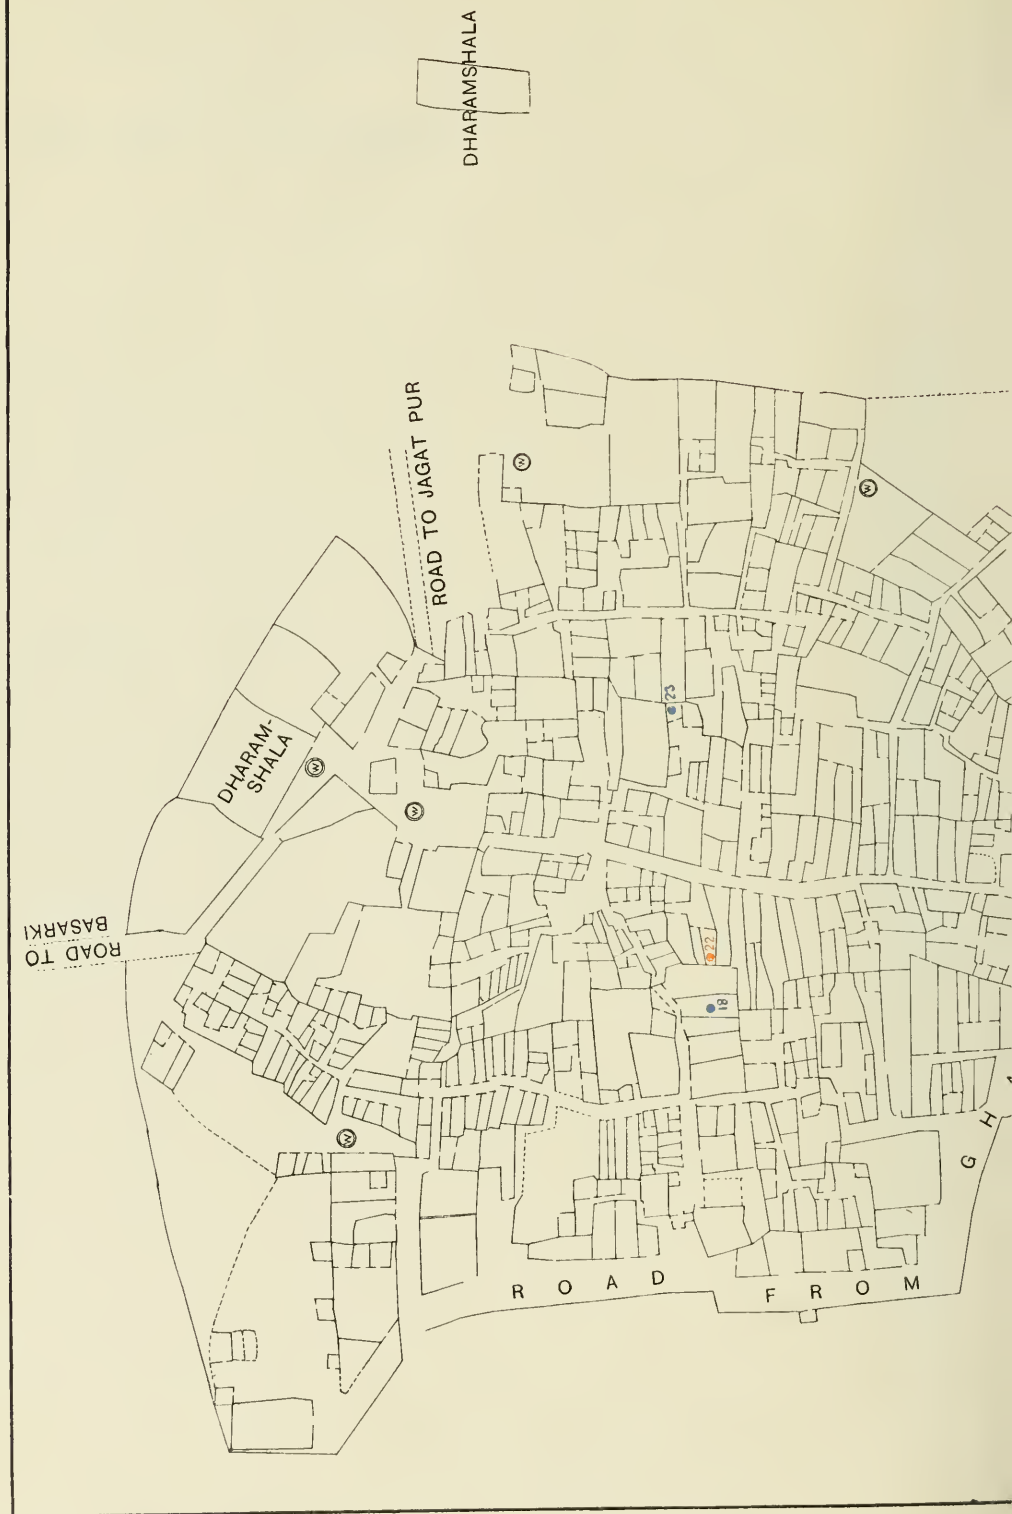 DHARAMSHALA
ROAD TO JAGAT PUR
DHARAM-
SHALA
ROAD TO
BASARKI
W
W
W
W
W
W
23
22
18
ROAD FROM
G H